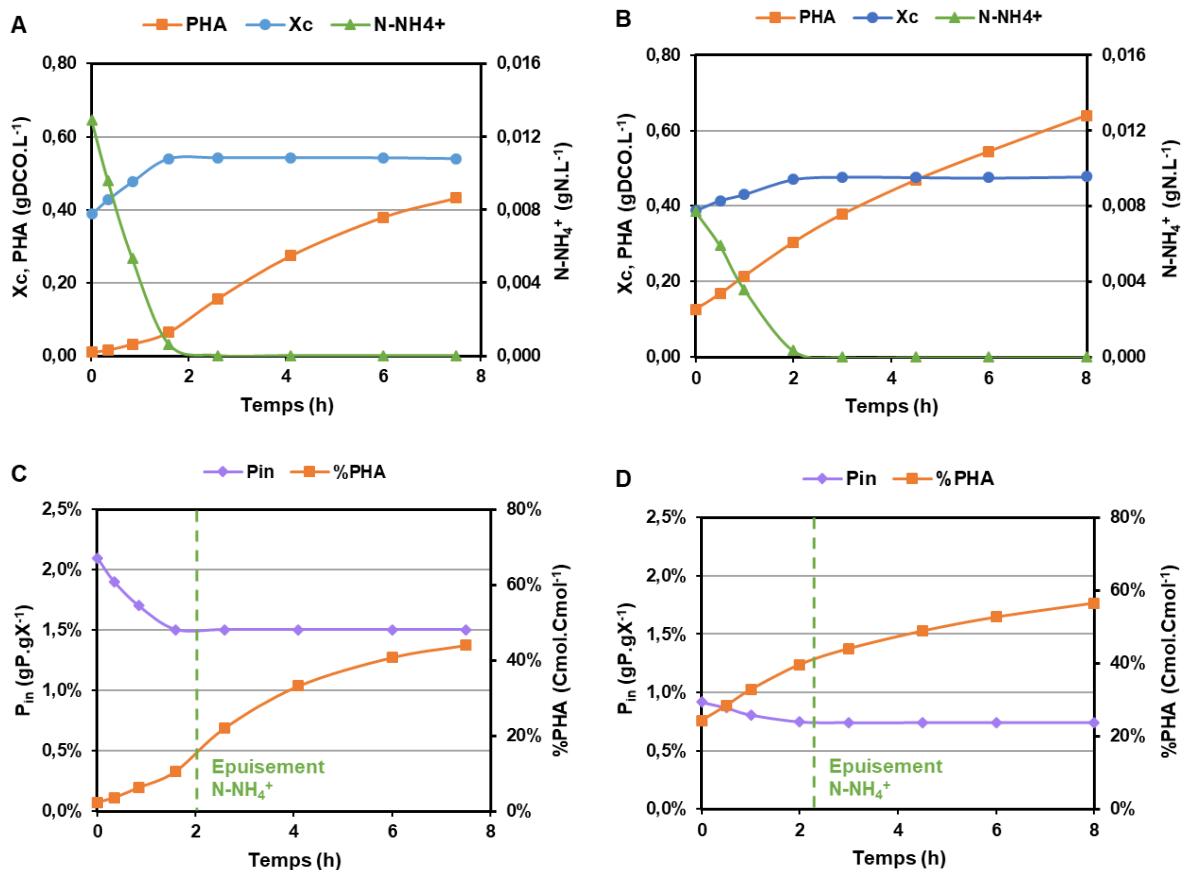 A
PHA Xc N-NH4+
0,80
0,60
0,40
0,20
0,00
Xc, PHA (gDCO.L-1)
0,016
0,012
0,008
0,004
0,000
N-NH4+ (gN.L-1)
0 2 4 6 8
Temps (h)
B
PHA Xc N-NH4+
0,80
0,60
0,40
0,20
0,00
Xc, PHA (gDCO.L-1)
0,016
0,012
0,008
0,004
0,000
N-NH4+ (gN.L-1)
0 2 4 6 8
Temps (h)
C
Pin %PHA
2,5%
2,0%
1,5%
1,0%
0,5%
0,0%
Pin (gP.gX-1)
80%
60%
40%
20%
0%
%PHA (Cmol.Cmol-1)
Epuisement
N-NH4+
0 2 4 6 8
Temps (h)
D
Pin %PHA
2,5%
2,0%
1,5%
1,0%
0,5%
0,0%
Pin (gP.gX-1)
80%
60%
40%
20%
0%
%PHA (Cmol.Cmol-1)
Epuisement
N-NH4+
0 2 4 6 8
Temps (h)